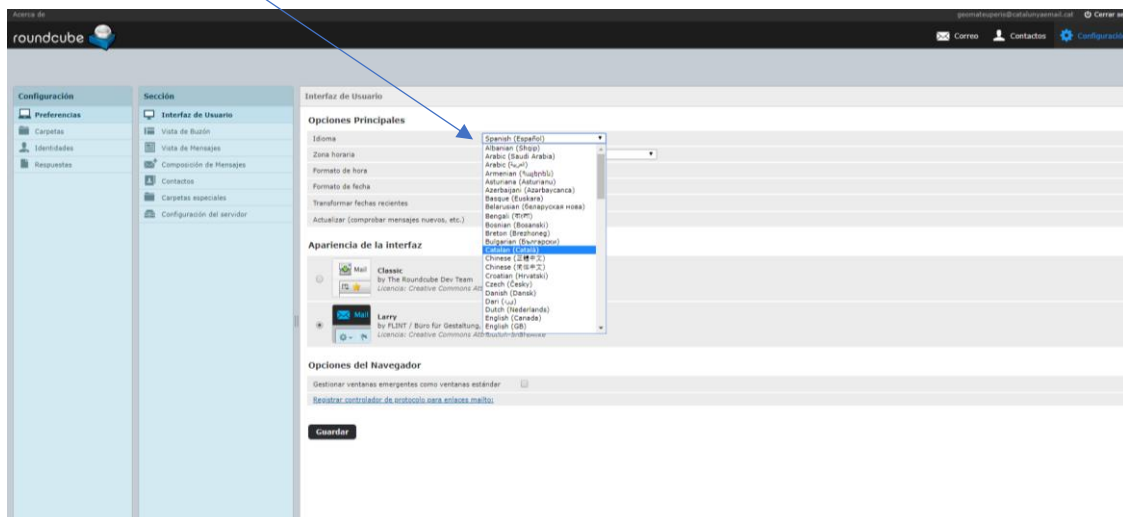 Acerca de
Cerrar se
roundcube
Correo
Contactos
Configuració
Configuración
Preferencias
Carpetas
Identidades
Respuestas
Sección
Interfaz de Usuario
Vista de Buzón
Vista de Mensajes
Composición de Mensajes
Contactos
Carpetas especiales
Configuración del servidor
Interfaz de Usuario
Opciones Principales
Idioma
Spanish (Español)
Zona horaria
Formato de hora
Formato de fecha
Transformar fechas recientes
Actualizar (comprobar mensajes nuevos, etc.)
Albanian (Shqip)
Arabic (Saudi Arabia)
Arabic (العربية)
Armenian
Asturiana (Asturianu)
Azerbaijani (Azərbaycanca)
Basque (Euskara)
Belarusian
Bengali (বাংলা)
Bosnian (Bosanski)
Breton (Brezhoneg)
Bulgarian (Български)
Catalan (Català)
Chinese (正體中文)
Chinese (简体中文)
Croatian (Hrvatski)
Czech (Česky)
Danish (Dansk)
Dari
Dutch (Nederlands)
English (Canada)
English (GB)
Apariencia de la interfaz
Mail
Classic
by The Roundcube Dev Team
Licencia: Creative Commons
Mail
Larry
by FLINT / Büro für Gestaltung,
Licencia: Creative Commons Attribution-ShareAlike
Opciones del Navegador
Gestionar ventanas emergentes como ventanas estándar
Registrar controlador de protocolo para enlaces mailto:
Guardar